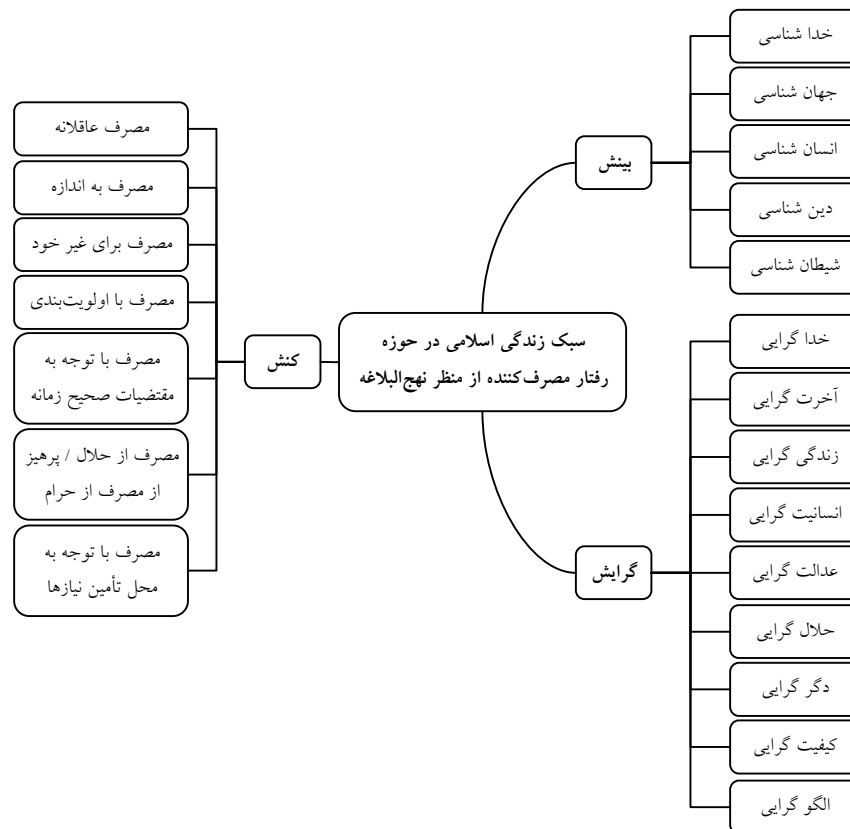 سبک زندگی اسلامی در حوزه
رفتار مصرف‌کننده از منظر نهج‌البلاغه
بینش
خدا شناسی
جهان شناسی
انسان شناسی
دین شناسی
شیطان شناسی
گرایش
خدا گرایی
آخرت گرایی
زندگی گرایی
انسانیت گرایی
عدالت گرایی
حلال گرایی
دگر گرایی
کیفیت گرایی
الگو گرایی
کنش
مصرف عاقلانه
مصرف به اندازه
مصرف برای غیر خود
مصرف با اولویت‌بندی
مصرف با توجه به
مقتضیات صحیح زمانه
مصرف از حلال / پرهیز
از مصرف از حرام
مصرف با توجه به
محل تأمین نیازها